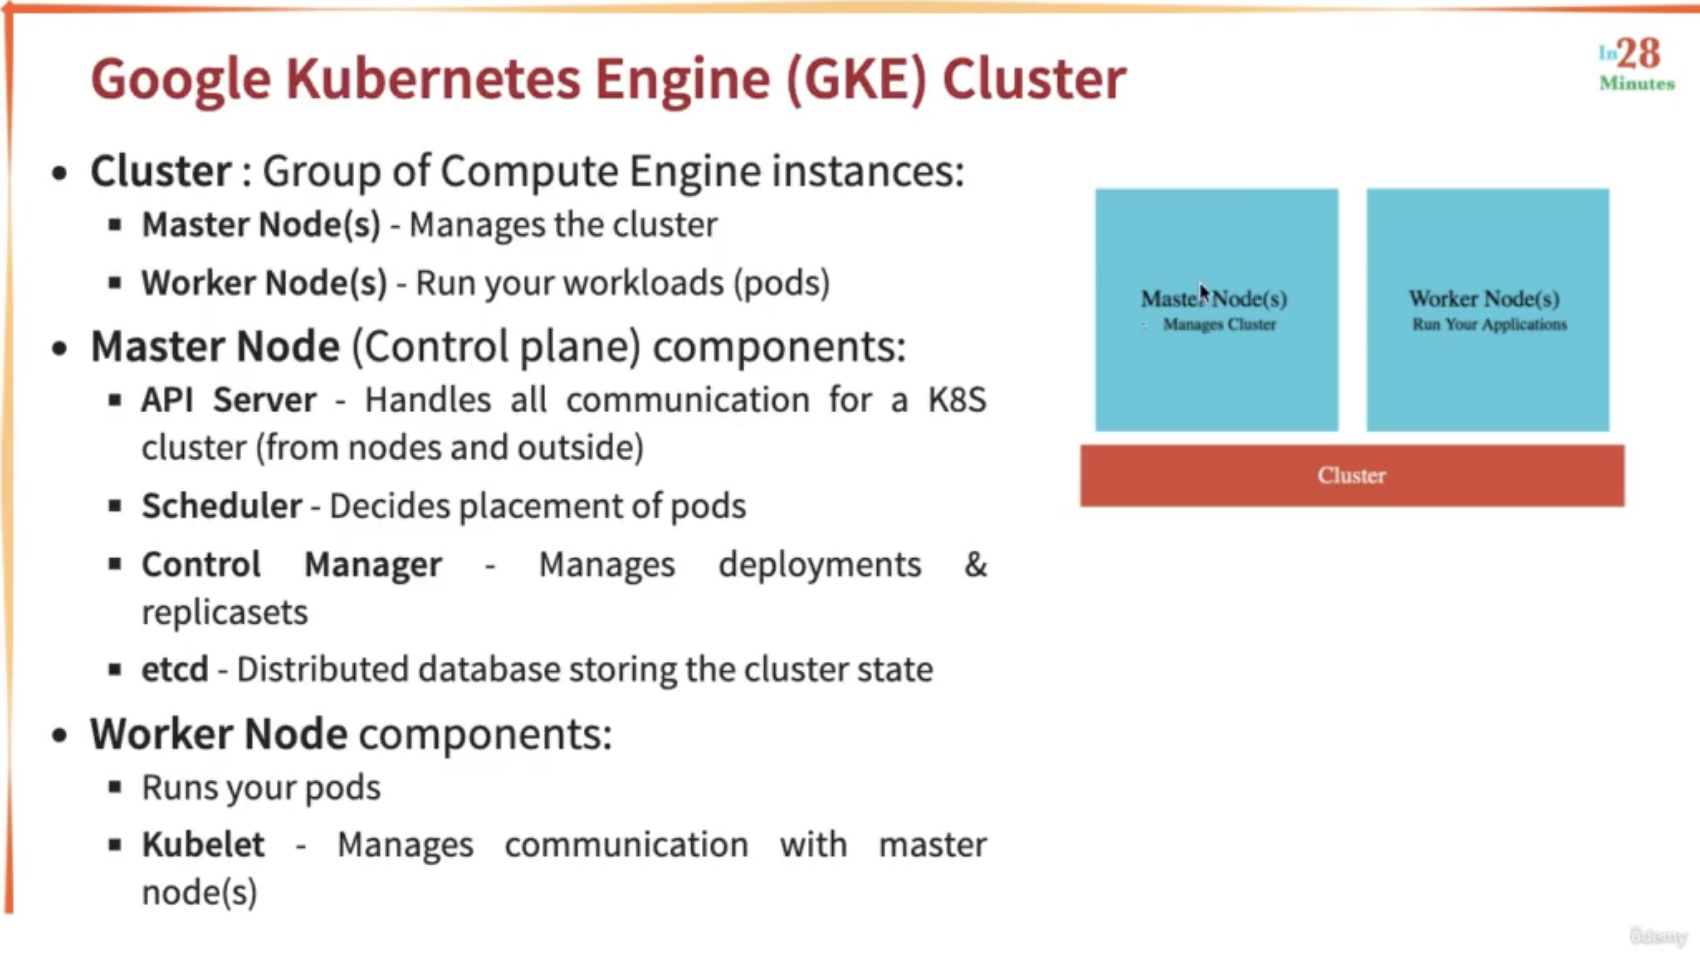 Google Kubernetes Engine (GKE) Cluster
In28
Minutes
• Cluster : Group of Compute Engine instances:
▪ Master Node(s) - Manages the cluster
▪ Worker Node(s) - Run your workloads (pods)
• Master Node (Control plane) components:
▪ API Server - Handles all communication for a K8S
cluster (from nodes and outside)
▪ Scheduler - Decides placement of pods
▪ Control Manager - Manages deployments &
replicasets
▪ etcd - Distributed database storing the cluster state
• Worker Node components:
▪ Runs your pods
▪ Kubelet - Manages communication with master
node(s)
Master Node(s)
Manages Cluster
Worker Node(s)
Run Your Applications
Cluster
ûdemy